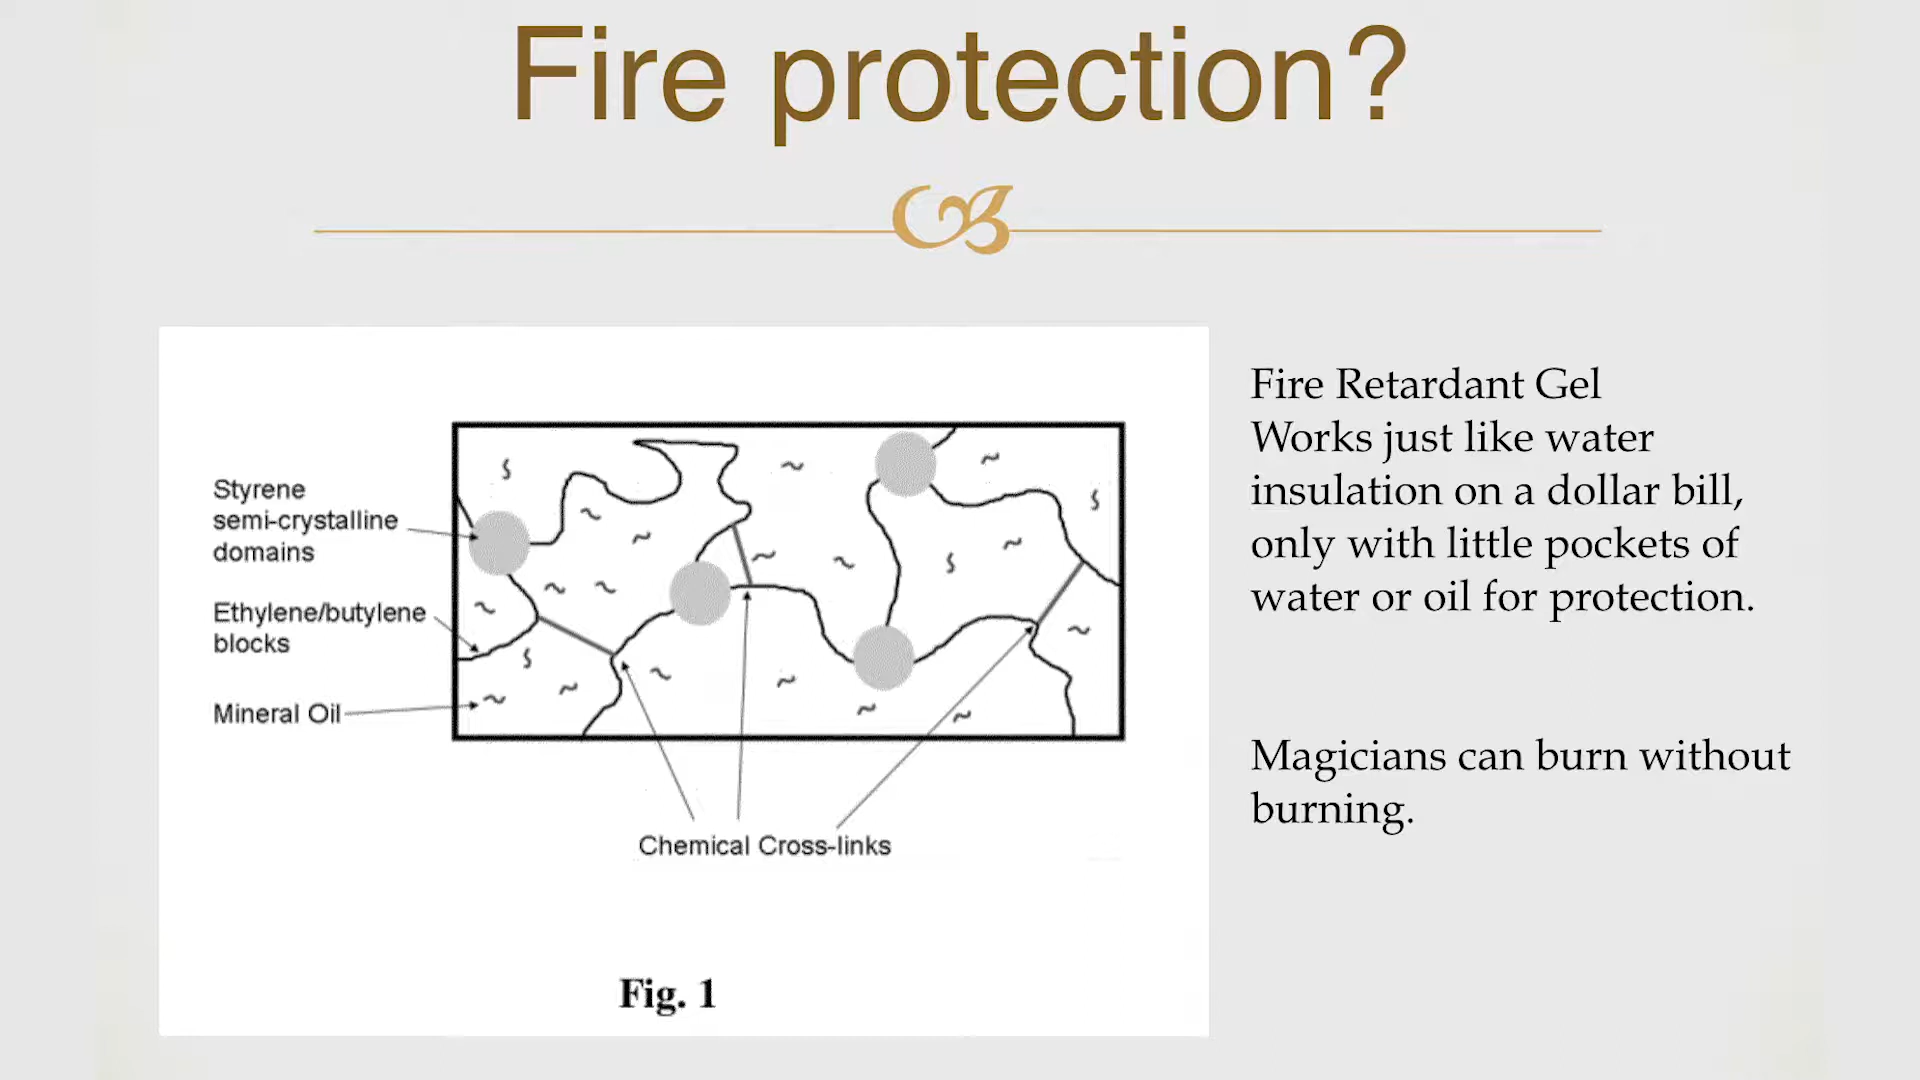 Fire protection?
Styrene
semi-crystalline
domains
Ethylene/butylene
blocks
Mineral Oil
Chemical Cross-links
Fig. 1
Fire Retardant Gel
Works just like water
insulation on a dollar bill,
only with little pockets of
water or oil for protection.
Magicians can burn without
burning.